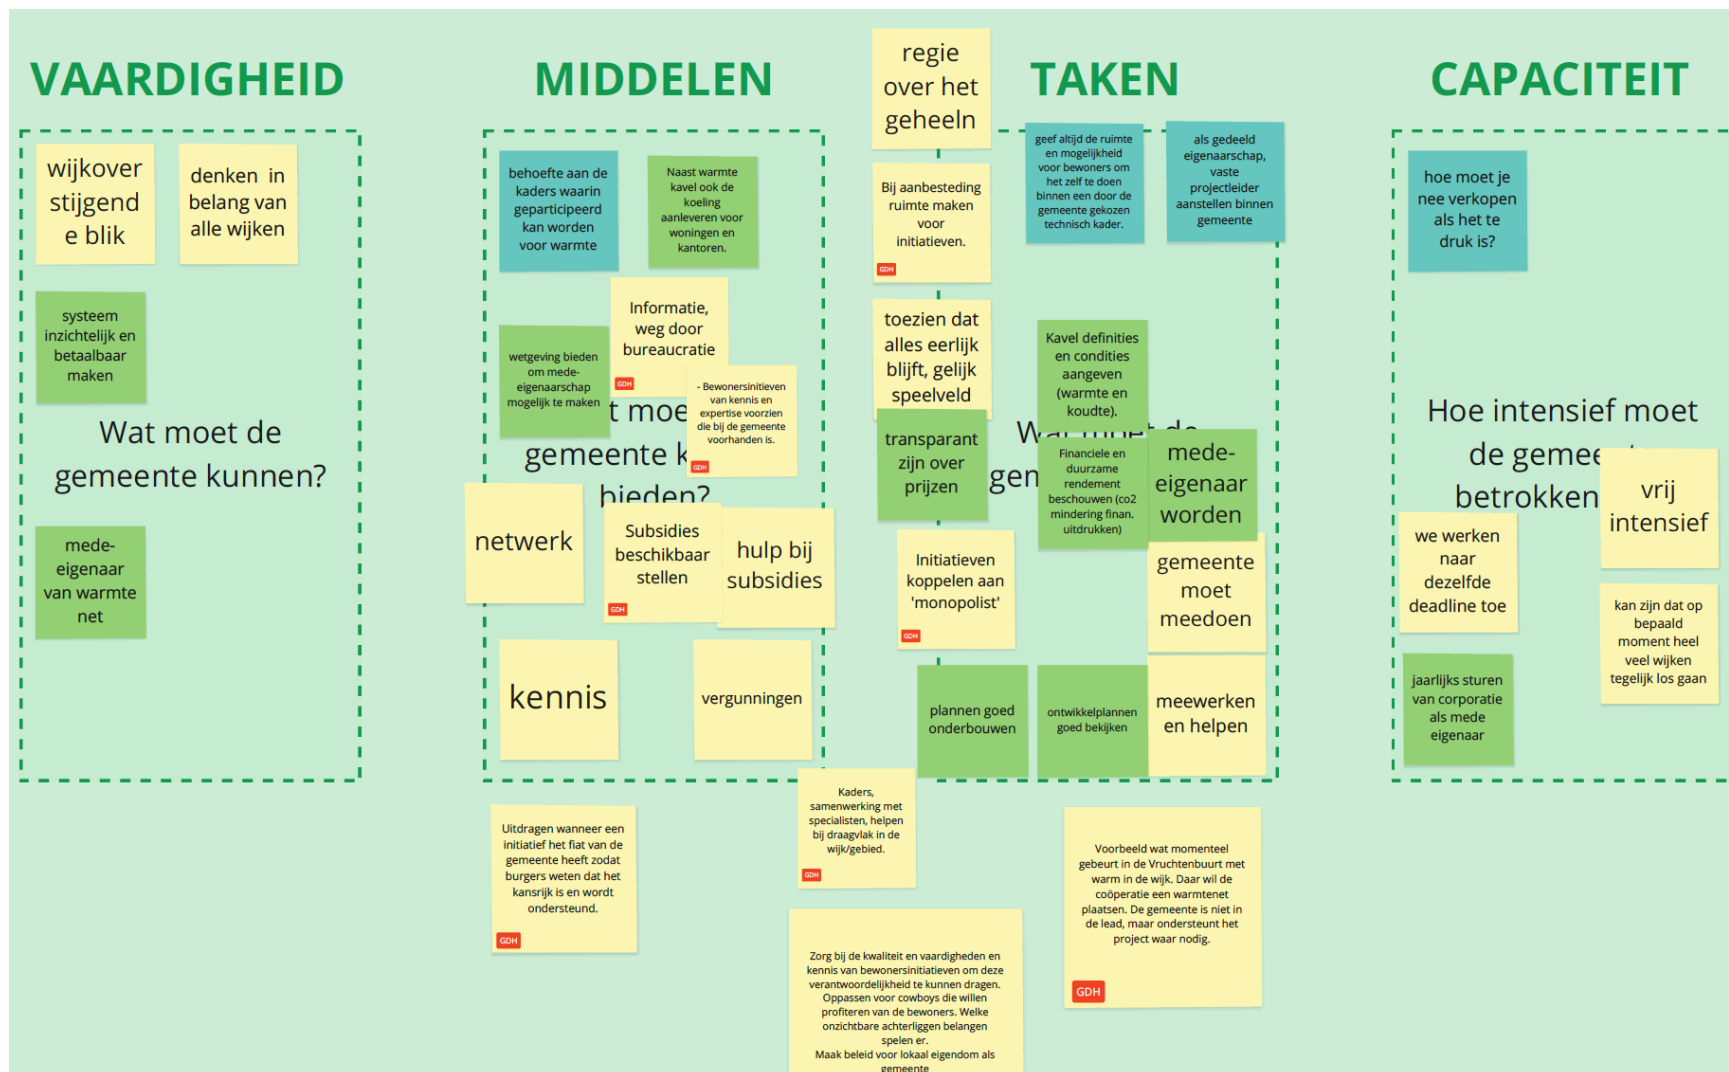 VAARDIGHEID
wijkover
stijgend
e blik
denken in
belang van
alle wijken
systeem
inzichtelijk en
betaalbaar
maken
Wat moet de
gemeente kunnen?
mede-
eigenaar
van warmte
net
MIDDELEN
behoefte aan de
kaders waarin
geparticipeerd
kan worden
voor warmte
Naast warmte
kavel ook de
koeling
aanleveren voor
woningen en
kantoren.
Informatie,
weg door
bureaucratie
GDH
wetgeving bieden
om mede-
eigenaarschap
mogelijk te maken
- Bewonersinitieven
van kennis en
expertise voorzien
die bij de gemeente
voorhanden is.
GDH
t moe
gemeente k
bieden?
netwerk
Subsidies
beschikbaar
stellen
GDH
hulp bij
subsidies
kennis
vergunningen
Uitdragen wanneer een
initiatief het fiat van de
gemeente heeft zodat
burgers weten dat het
kansrijk is en wordt
ondersteund.
GDH
Kaders,
samenwerking met
specialisten, helpen
bij draagvlak in de
wijk/gebied.
GDH
Zorg bij de kwaliteit en vaardigheden en
kennis van bewonersinitiatieven om deze
verantwoordelijkheid te kunnen dragen.
Oppassen voor cowboys die willen
profiteren van de bewoners. Welke
onzichtbare achterliggen belangen
spelen er.
Maak beleid voor lokaal eigendom als
gemeente
TAKEN
regie
over het
geheeln
Bij aanbesteding
ruimte maken
voor
initiatieven.
GDH
toezien dat
alles eerlijk
blijft, gelijk
speelveld
transparant
zijn over
prijzen
Initiatieven
koppelen aan
'monopolist'
GDH
geef altijd de ruimte
en mogelijkheid
voor bewoners om
het zelf te doen
binnen een door de
gemeente gekozen
technisch kader.
als gedeeld
eigenaarschap,
vaste
projectleider
aanstellen binnen
gemeente
Kavel definities
en condities
aangeven
(warmte en
koudte).
Wat moet de
gem
Financiele en
duurzame
rendement
beschouwen (co2
mindering finan.
uitdrukken)
mede-
eigenaar
worden
gemeente
moet
meedoen
plannen goed
onderbouwen
ontwikkelplannen
goed bekijken
meewerken
en helpen
Voorbeeld wat momenteel
gebeurt in de Vruchtenbuurt met
warm in de wijk. Daar wil de
coöperatie een warmtenet
plaatsen. De gemeente is niet in
de lead, maar ondersteunt het
project waar nodig.
GDH
CAPACITEIT
hoe moet je
nee verkopen
als het te
druk is?
Hoe intensief moet
de gemee
betrokken
vrij
intensief
we werken
naar
dezelfde
deadline toe
kan zijn dat op
bepaald
moment heel
veel wijken
tegelijk los gaan
jaarlijks sturen
van corporatie
als mede
eigenaar